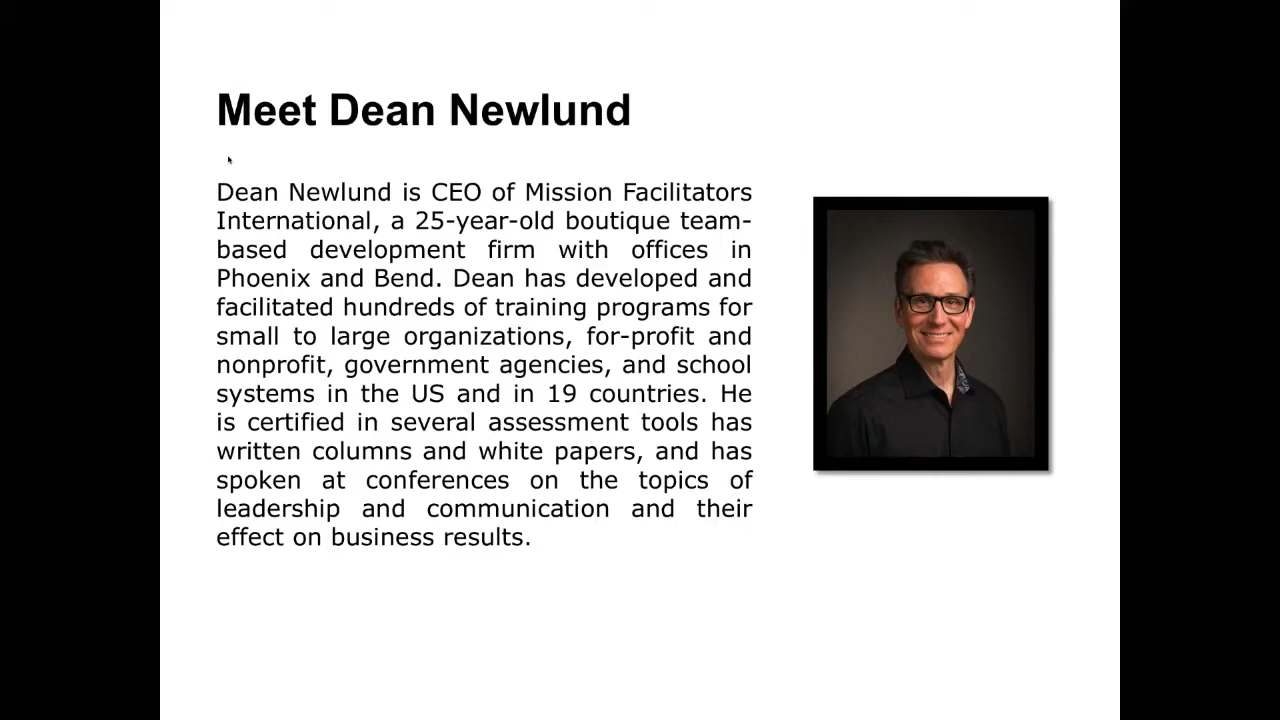 Meet Dean Newlund
Dean Newlund is CEO of Mission Facilitators
International, a 25-year-old boutique team-
based development firm with offices in
Phoenix and Bend. Dean has developed and
facilitated hundreds of training programs for
small to large organizations, for-profit and
nonprofit, government agencies, and school
systems in the US and in 19 countries. He
is certified in several assessment tools has
written columns and white papers, and has
spoken at conferences on the topics of
leadership and communication and their
effect on business results.